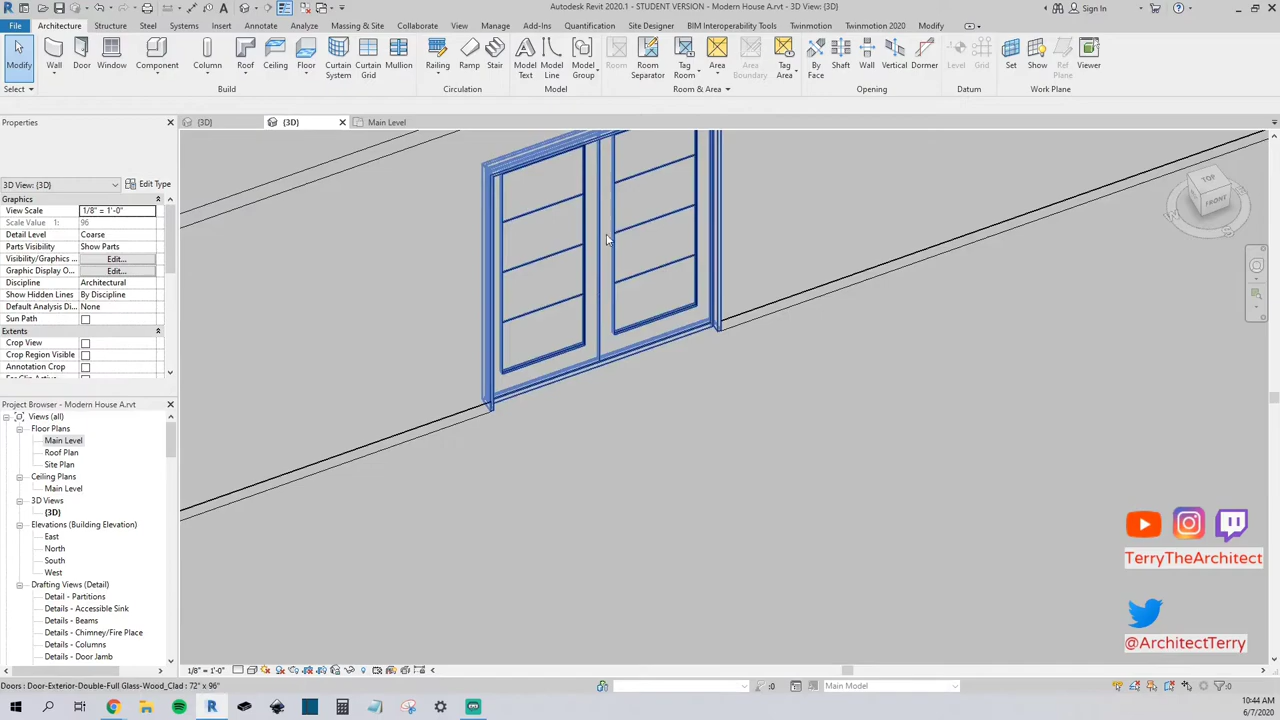 Autodesk Revit 2020.1 - STUDENT VERSION - Modern House A.rvt - 3D View: {3D}
Sign In
File Architecture Structure Steel Systems Insert Annotate Analyze Massing & Site Collaborate View Manage Add-Ins Quantification Site Designer BIM Interoperability Tools Twinmotion Twinmotion 2020 Modify
Modify Wall Door Window Component Column Roof Ceiling Floor Curtain System Curtain Grid Mullion Railing Ramp Stair Model Text Model Line Model Group Room Room Separator Tag Room Area Area Boundary Tag Area By Face Shaft Wall Vertical Dormer Level Grid Set Show Ref Plane Viewer
Select Build Circulation Model Room & Area Opening Datum Work Plane
Properties
{3D} {3D} Main Level
3D View: {3D} Edit Type
Graphics
View Scale 1/8" = 1'-0"
Scale Value 1: 96
Detail Level Coarse
Parts Visibility Show Parts
Visibility/Graphics ... Edit...
Graphic Display O... Edit...
Discipline Architectural
Show Hidden Lines By Discipline
Default Analysis Di... None
Sun Path
Extents
Crop View
Crop Region Visible
Annotation Crop
TOP
FRONT
W
S
Project Browser - Modern House A.rvt
Views (all)
Floor Plans
Main Level
Roof Plan
Site Plan
Ceiling Plans
Main Level
3D Views
{3D}
Elevations (Building Elevation)
East
North
South
West
Drafting Views (Detail)
Detail - Partitions
Details - Accessible Sink
Details - Beams
Details - Chimney/Fire Place
Details - Columns
Details - Door Jamb
TerryTheArchitect
@ArchitectTerry
1/8" = 1'-0"
Doors : Door-Exterior-Double-Full Glass-Wood_Clad : 72" x 96"
:0 Main Model :0
10:44 AM
6/7/2020